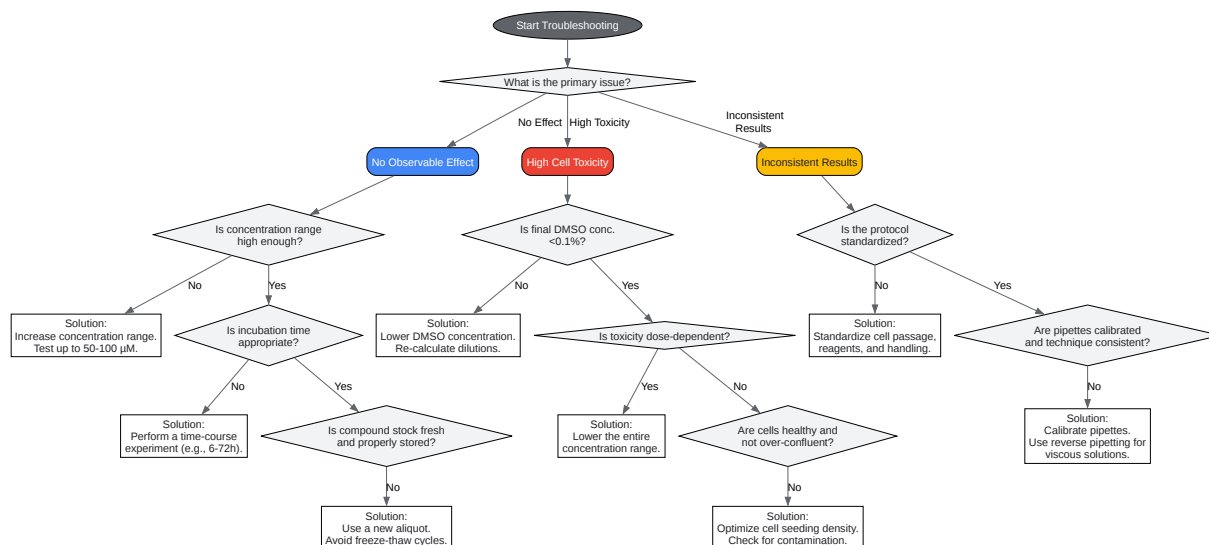 Start Troubleshooting
What is the primary issue?
No Effect
High Toxicity
Inconsistent
Results
No Observable Effect
High Cell Toxicity
Inconsistent Results
Is concentration range
high enough?
Is final DMSO conc.
<0.1%?
Is the protocol
standardized?
No
Yes
No
Yes
No
Yes
Solution:
Increase concentration range.
Test up to 50-100 µM.
Is incubation time
appropriate?
Solution:
Lower DMSO concentration.
Re-calculate dilutions.
Is toxicity dose-dependent?
Solution:
Standardize cell passage,
reagents, and handling.
Are pipettes calibrated
and technique consistent?
No
Yes
Yes
No
No
Solution:
Perform a time-course
experiment (e.g., 6-72h).
Is compound stock fresh
and properly stored?
Solution:
Lower the entire
concentration range.
Are cells healthy and
not over-confluent?
Solution:
Calibrate pipettes.
Use reverse pipetting for
viscous solutions.
No
No
Solution:
Use a new aliquot.
Avoid freeze-thaw cycles.
Solution:
Optimize cell seeding density.
Check for contamination.